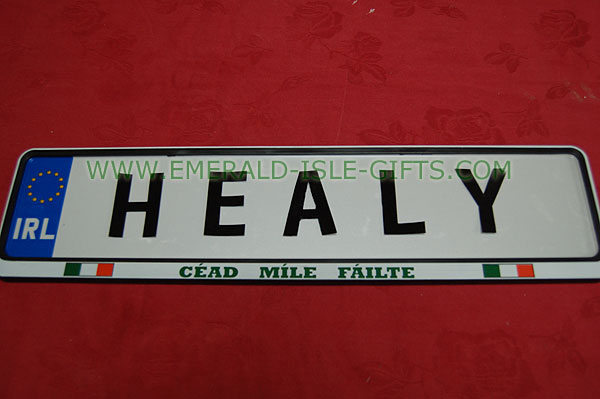 WWW.EMERALD-ISLE-GIFTS.COM
HEALY
IRL
CÉAD MÍLE FÁILTE